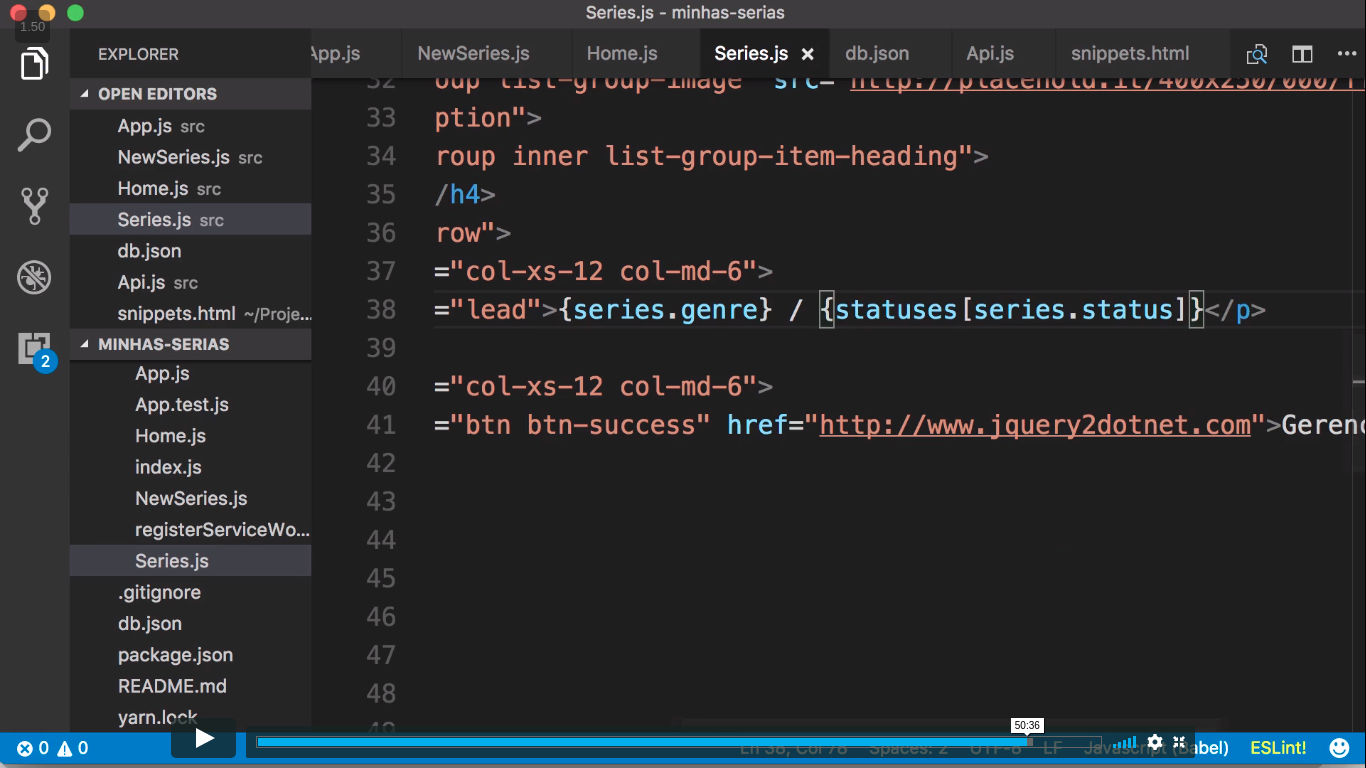 Series.js - minhas-serias
1.50
EXPLORER
App.js NewSeries.js Home.js Series.js × db.json Api.js snippets.html ···
OPEN EDITORS
App.js src
NewSeries.js src
Home.js src
Series.js src
db.json
Api.js src
snippets.html ~/Proje...
MINHAS-SERIAS
App.js
App.test.js
Home.js
index.js
NewSeries.js
registerServiceWo...
Series.js
.gitignore
db.json
package.json
README.md
yarn.lock
2
32 oup list-group-image" src="http://placehold.it/400x250/000/f
33 ption">
34 roup inner list-group-item-heading">
35 /h4>
36 row">
37 ="col-xs-12 col-md-6">
38 ="lead">{series.genre} / {statuses[series.status]}</p>
39
40 ="col-xs-12 col-md-6">
41 ="btn btn-success" href="http://www.jquery2dotnet.com">Gerenc
42
43
44
45
46
47
48
49
50:36
0 0 Ln 38, Col 78 Spaces: 2 UTF-8 LF Javascript (Babel) ESLint!